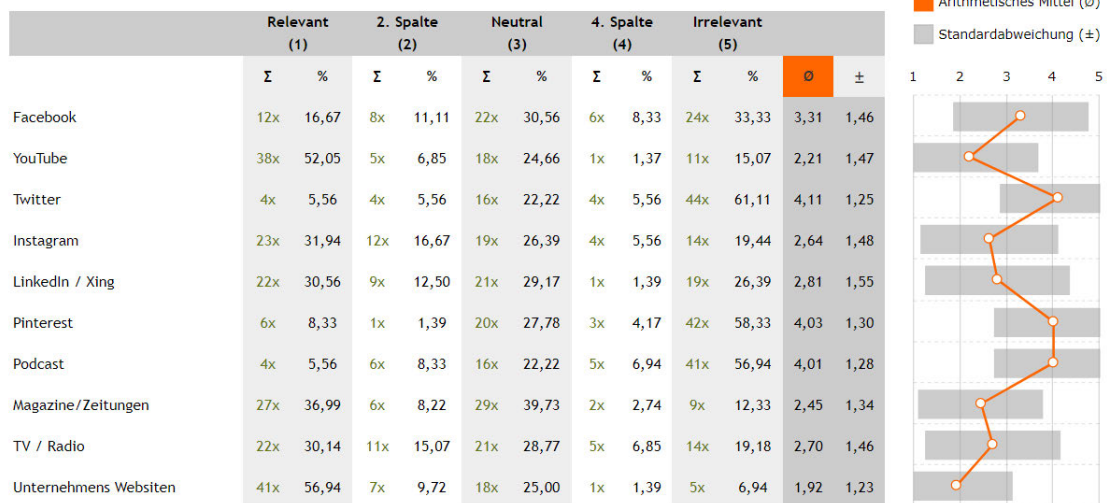 Arithmetisches Mittel (Ø)
Standardabweichung (±)
Relevant (1) 2. Spalte (2) Neutral (3) 4. Spalte (4) Irrelevant (5)
Σ % Σ % Σ % Σ % Σ % Ø ± 1 2 3 4 5
Facebook 12x 16,67 8x 11,11 22x 30,56 6x 8,33 24x 33,33 3,31 1,46
YouTube 38x 52,05 5x 6,85 18x 24,66 1x 1,37 11x 15,07 2,21 1,47
Twitter 4x 5,56 4x 5,56 16x 22,22 4x 5,56 44x 61,11 4,11 1,25
Instagram 23x 31,94 12x 16,67 19x 26,39 4x 5,56 14x 19,44 2,64 1,48
LinkedIn / Xing 22x 30,56 9x 12,50 21x 29,17 1x 1,39 19x 26,39 2,81 1,55
Pinterest 6x 8,33 1x 1,39 20x 27,78 3x 4,17 42x 58,33 4,03 1,30
Podcast 4x 5,56 6x 8,33 16x 22,22 5x 6,94 41x 56,94 4,01 1,28
Magazine/Zeitungen 27x 36,99 6x 8,22 29x 39,73 2x 2,74 9x 12,33 2,45 1,34
TV / Radio 22x 30,14 11x 15,07 21x 28,77 5x 6,85 14x 19,18 2,70 1,46
Unternehmens Websiten 41x 56,94 7x 9,72 18x 25,00 1x 1,39 5x 6,94 1,92 1,23